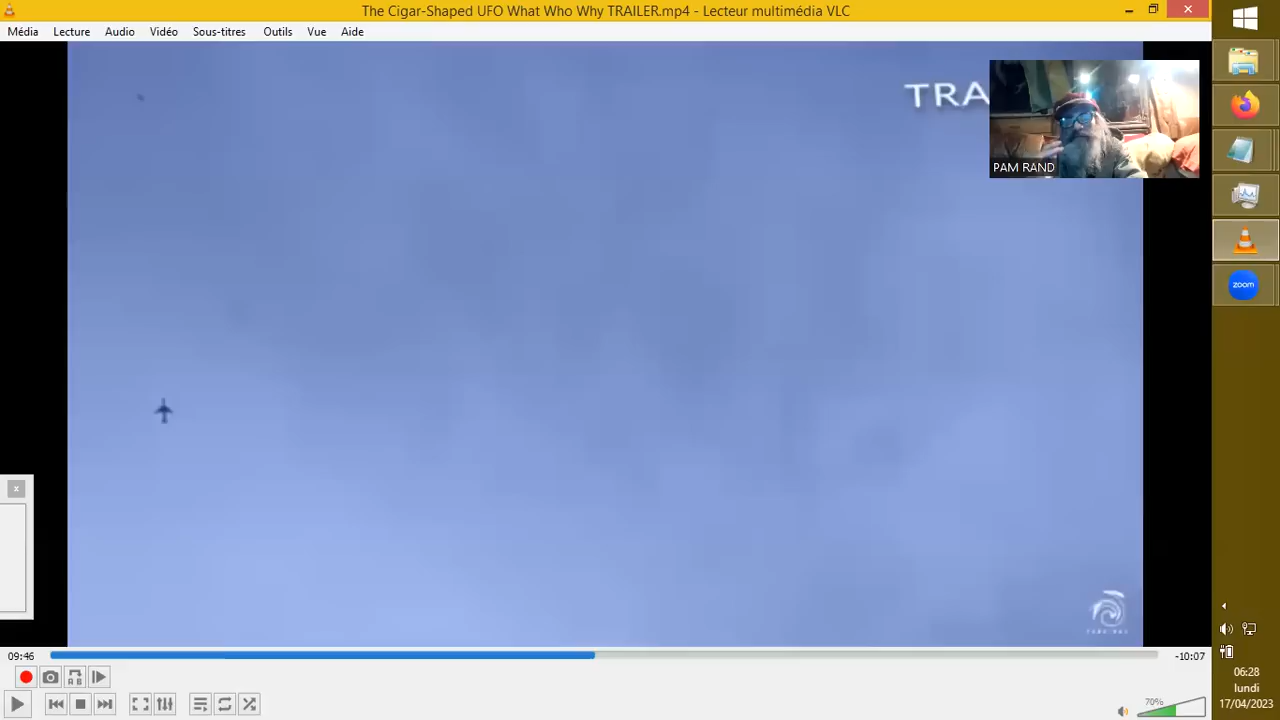 The Cigar-Shaped UFO What Who Why TRAILER.mp4 - Lecteur multimédia VLC
Média Lecture Audio Vidéo Sous-titres Outils Vue Aide
TRA
PAM RAND
zoom
09:46
-10:07
A B
70%
06:28
lundi
17/04/2023